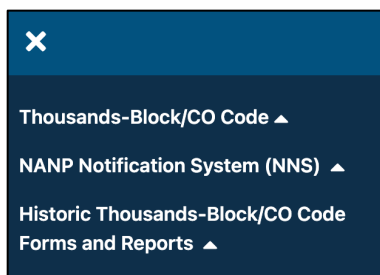 Thousands-Block/CO Code
NANP Notification System (NNS)
Historic Thousands-Block/CO Code
Forms and Reports